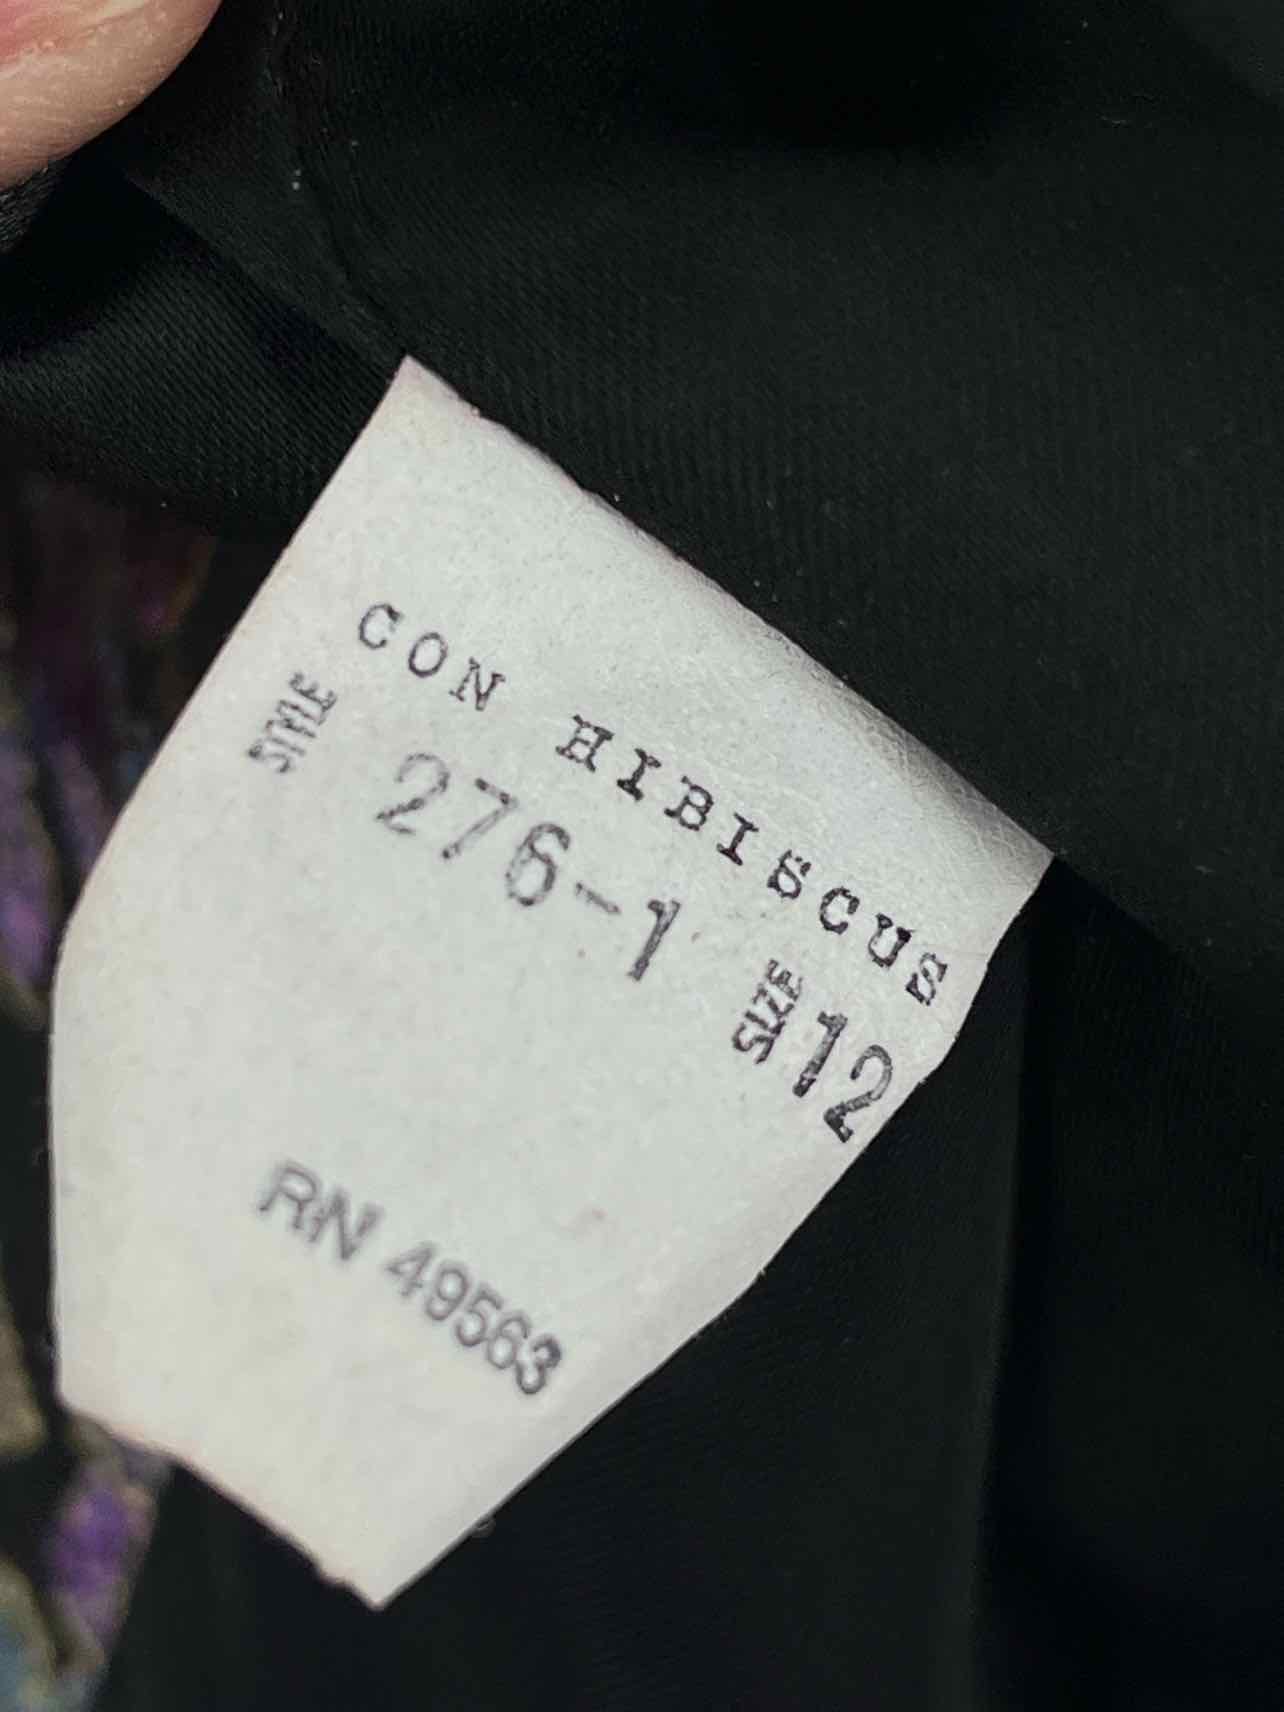 CON HIBISCUS
STYLE 276-1 SIZE 12
RN 49563